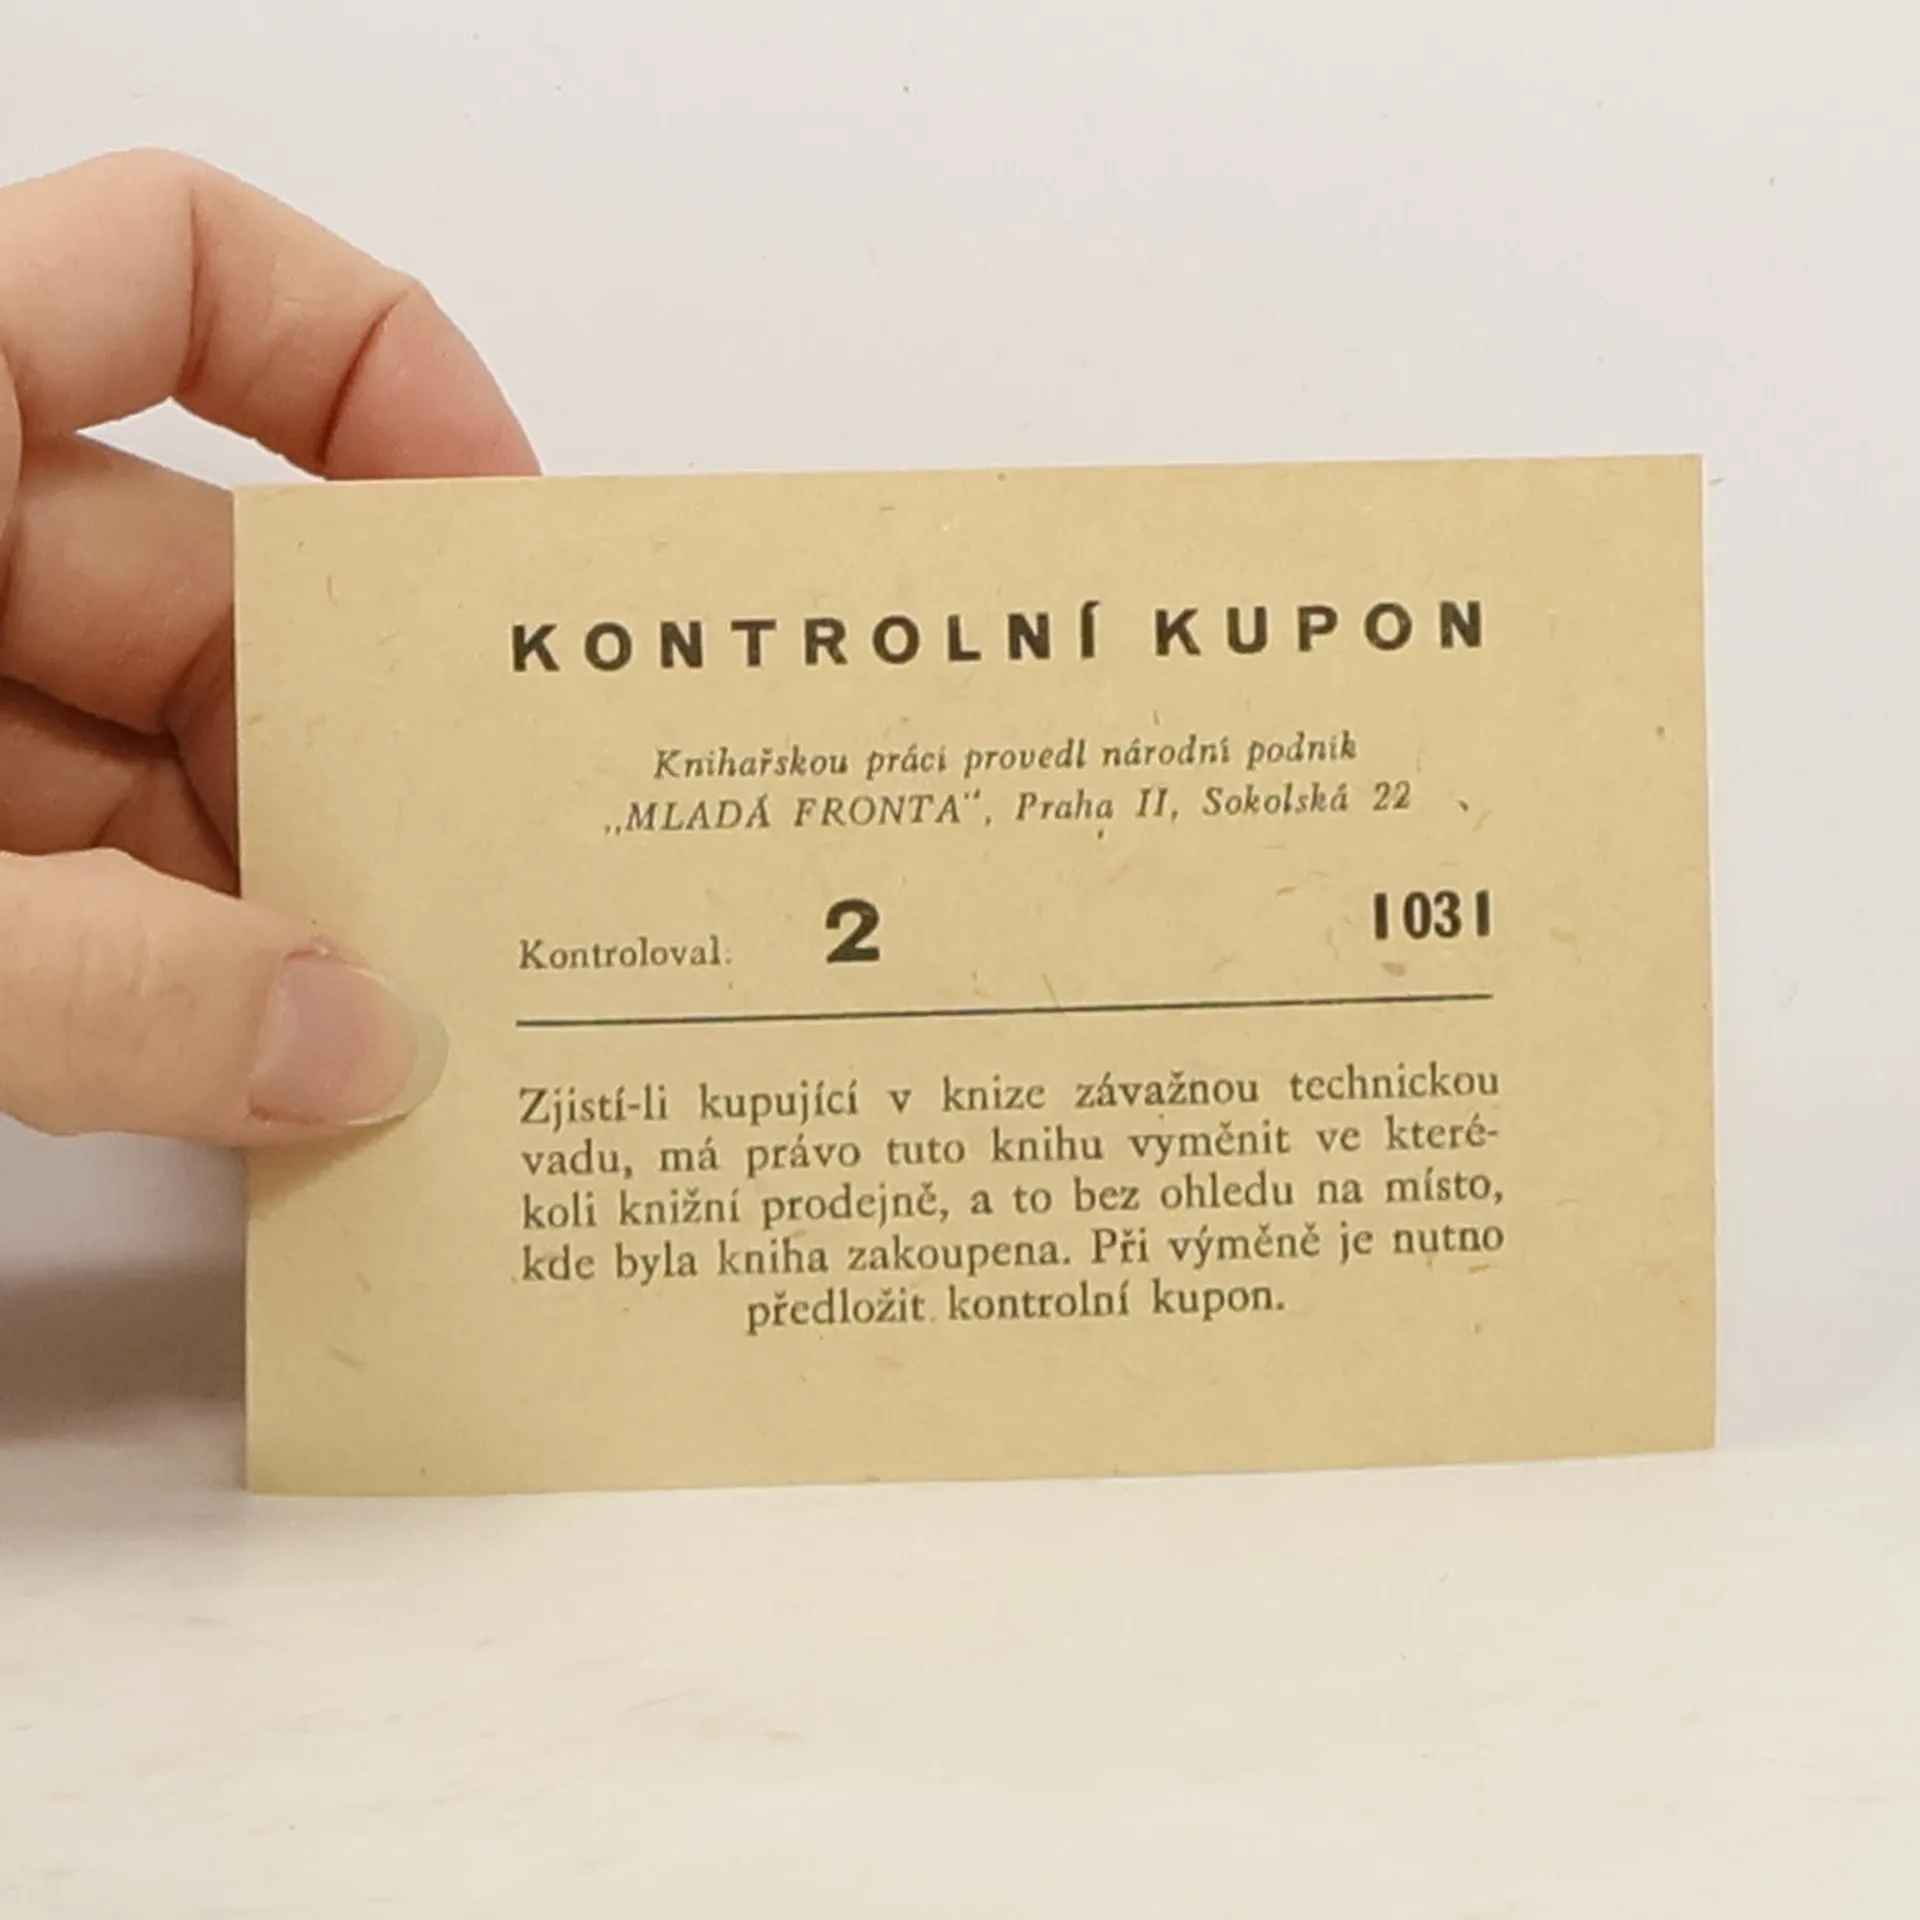 KONTROLNÍ KUPON
Knihařskou práci provedl národní podnik
„MLADÁ FRONTA“, Praha II, Sokolská 22
Kontroloval: 2 1031
Zjistí-li kupující v knize závažnou technickou
vadu, má právo tuto knihu vyměnit ve které-
koli knižní prodejně, a to bez ohledu na místo,
kde byla kniha zakoupena. Při výměně je nutno
předložit kontrolní kupon.